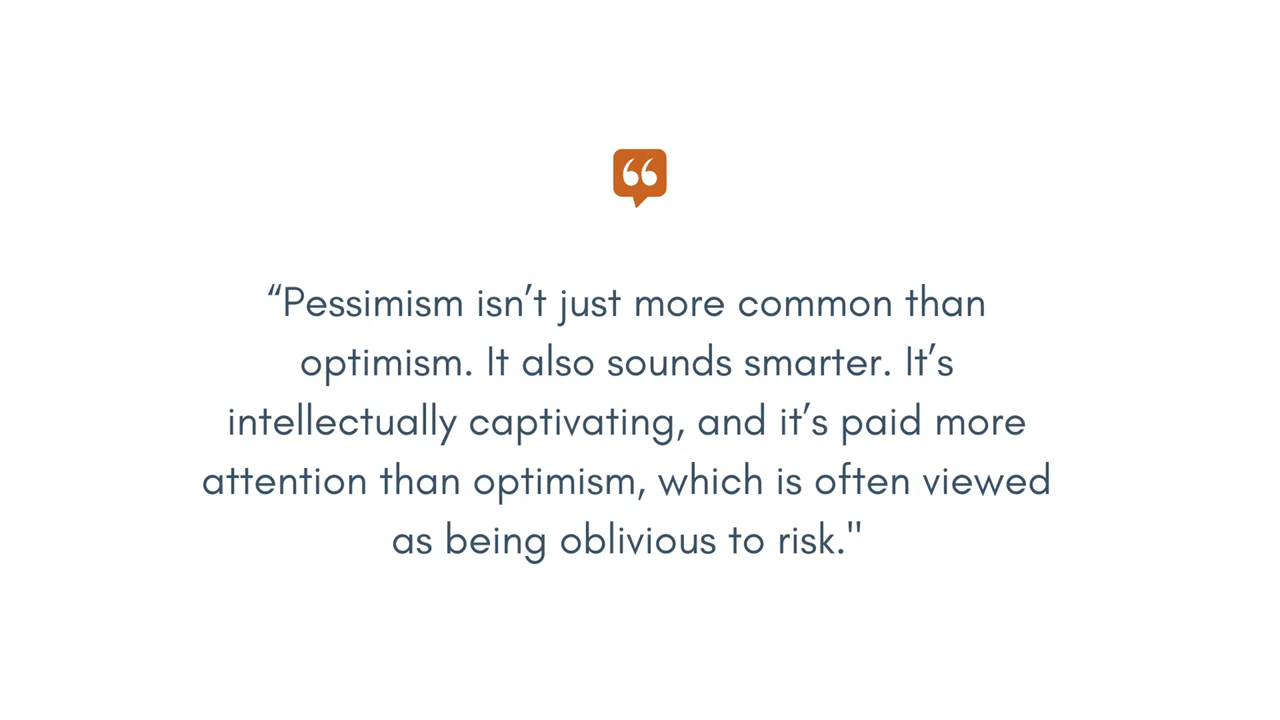 “Pessimism isn’t just more common than
optimism. It also sounds smarter. It’s
intellectually captivating, and it’s paid more
attention than optimism, which is often viewed
as being oblivious to risk."